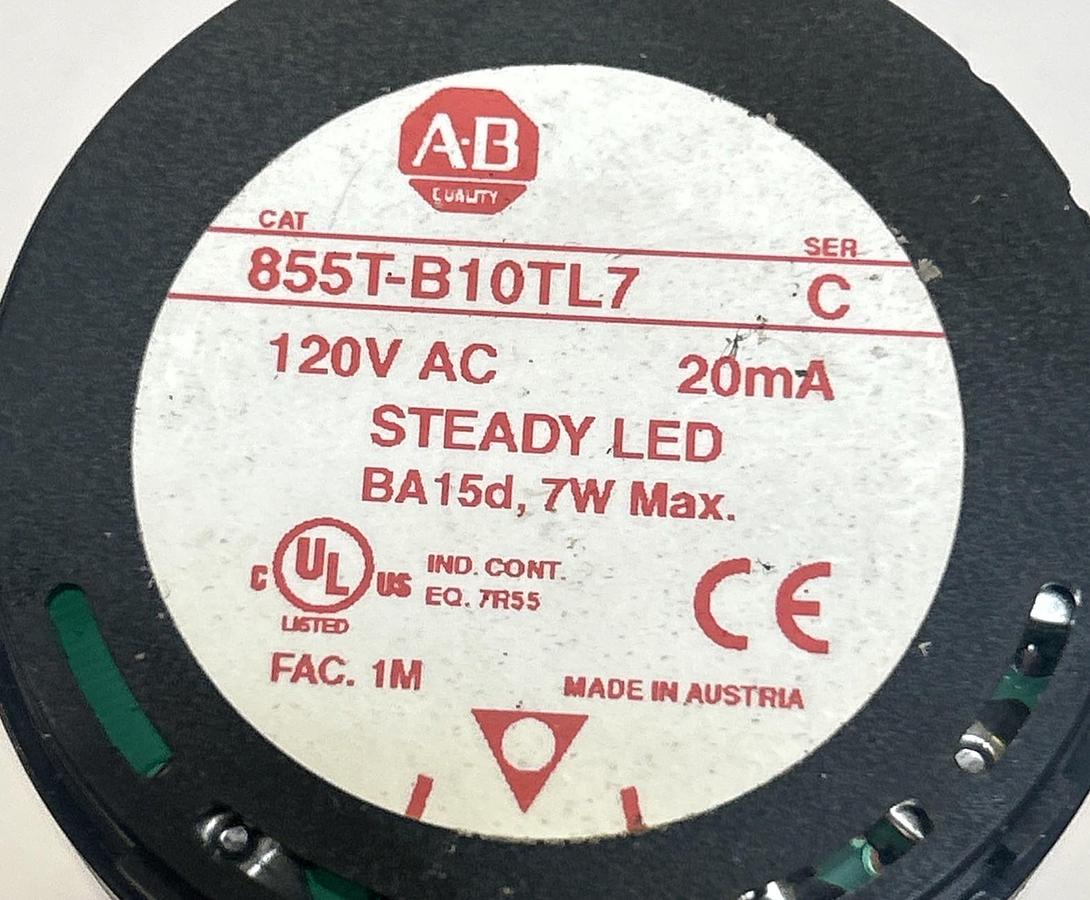 A·B
QUALITY
CAT
SER
855T-B10TL7
C
120V AC
20mA
STEADY LED
BA15d, 7W Max.
C UL US
LISTED
IND. CONT.
EQ. 7R55
CE
FAC. 1M
MADE IN AUSTRIA